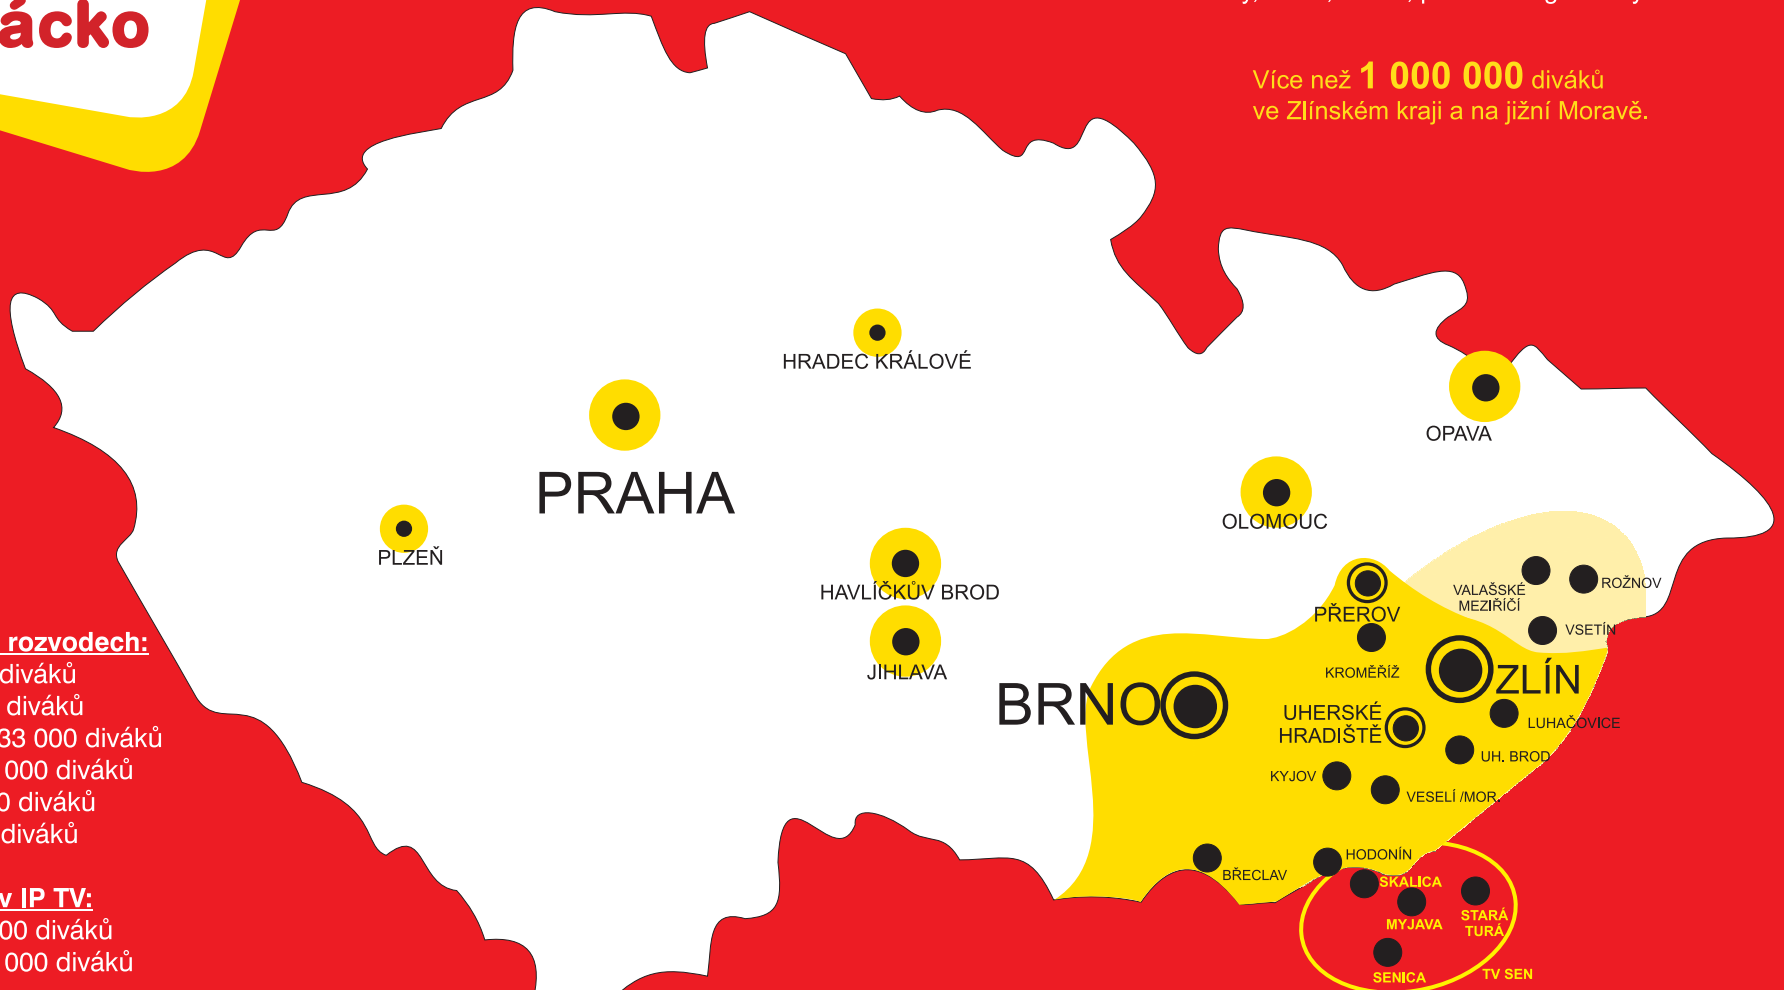 ácko
Více než 1 000 000 diváků
ve Zlínském kraji a na jižní Moravě.
HRADEC KRÁLOVÉ
PRAHA
OPAVA
OLOMOUC
PLZEŇ
HAVLÍČKŮV BROD
JIHLAVA
VALAŠSKÉ
MEZIŘÍČÍ
ROŽNOV
PŘEROV
VSETÍN
KROMĚŘÍŽ
BRNO
ZLÍN
UHERSKÉ
HRADIŠTĚ
LUHAČOVICE
UH. BROD
KYJOV
VESELÍ /MOR.
HODONÍN
BŘECLAV
SKALICA
MYJAVA
STARÁ
TURÁ
SENICA
TV SEN
rozvodech:
diváků
diváků
33 000 diváků
000 diváků
0 diváků
diváků
v IP TV:
00 diváků
000 diváků